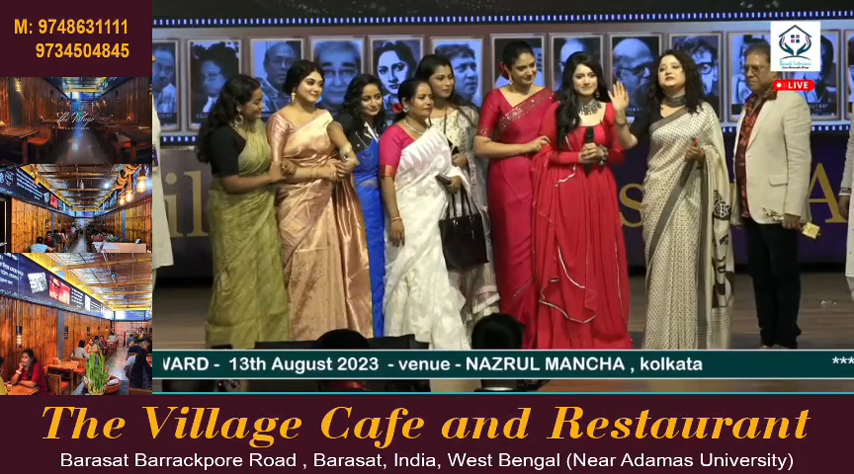 M: 9748631111
9734504845
The Village
LIVE
WARD - 13th August 2023 - venue - NAZRUL MANCHA , kolkata
***
The Village Cafe and Restaurant
Barasat Barrackpore Road , Barasat, India, West Bengal (Near Adamas University)